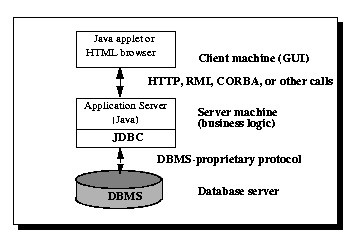 Java applet or
HTML browser
Client machine (GUI)
HTTP, RMI, CORBA, or other calls
Application Server
(Java)
JDBC
Server machine
(business logic)
DBMS-proprietary protocol
DBMS
Database server